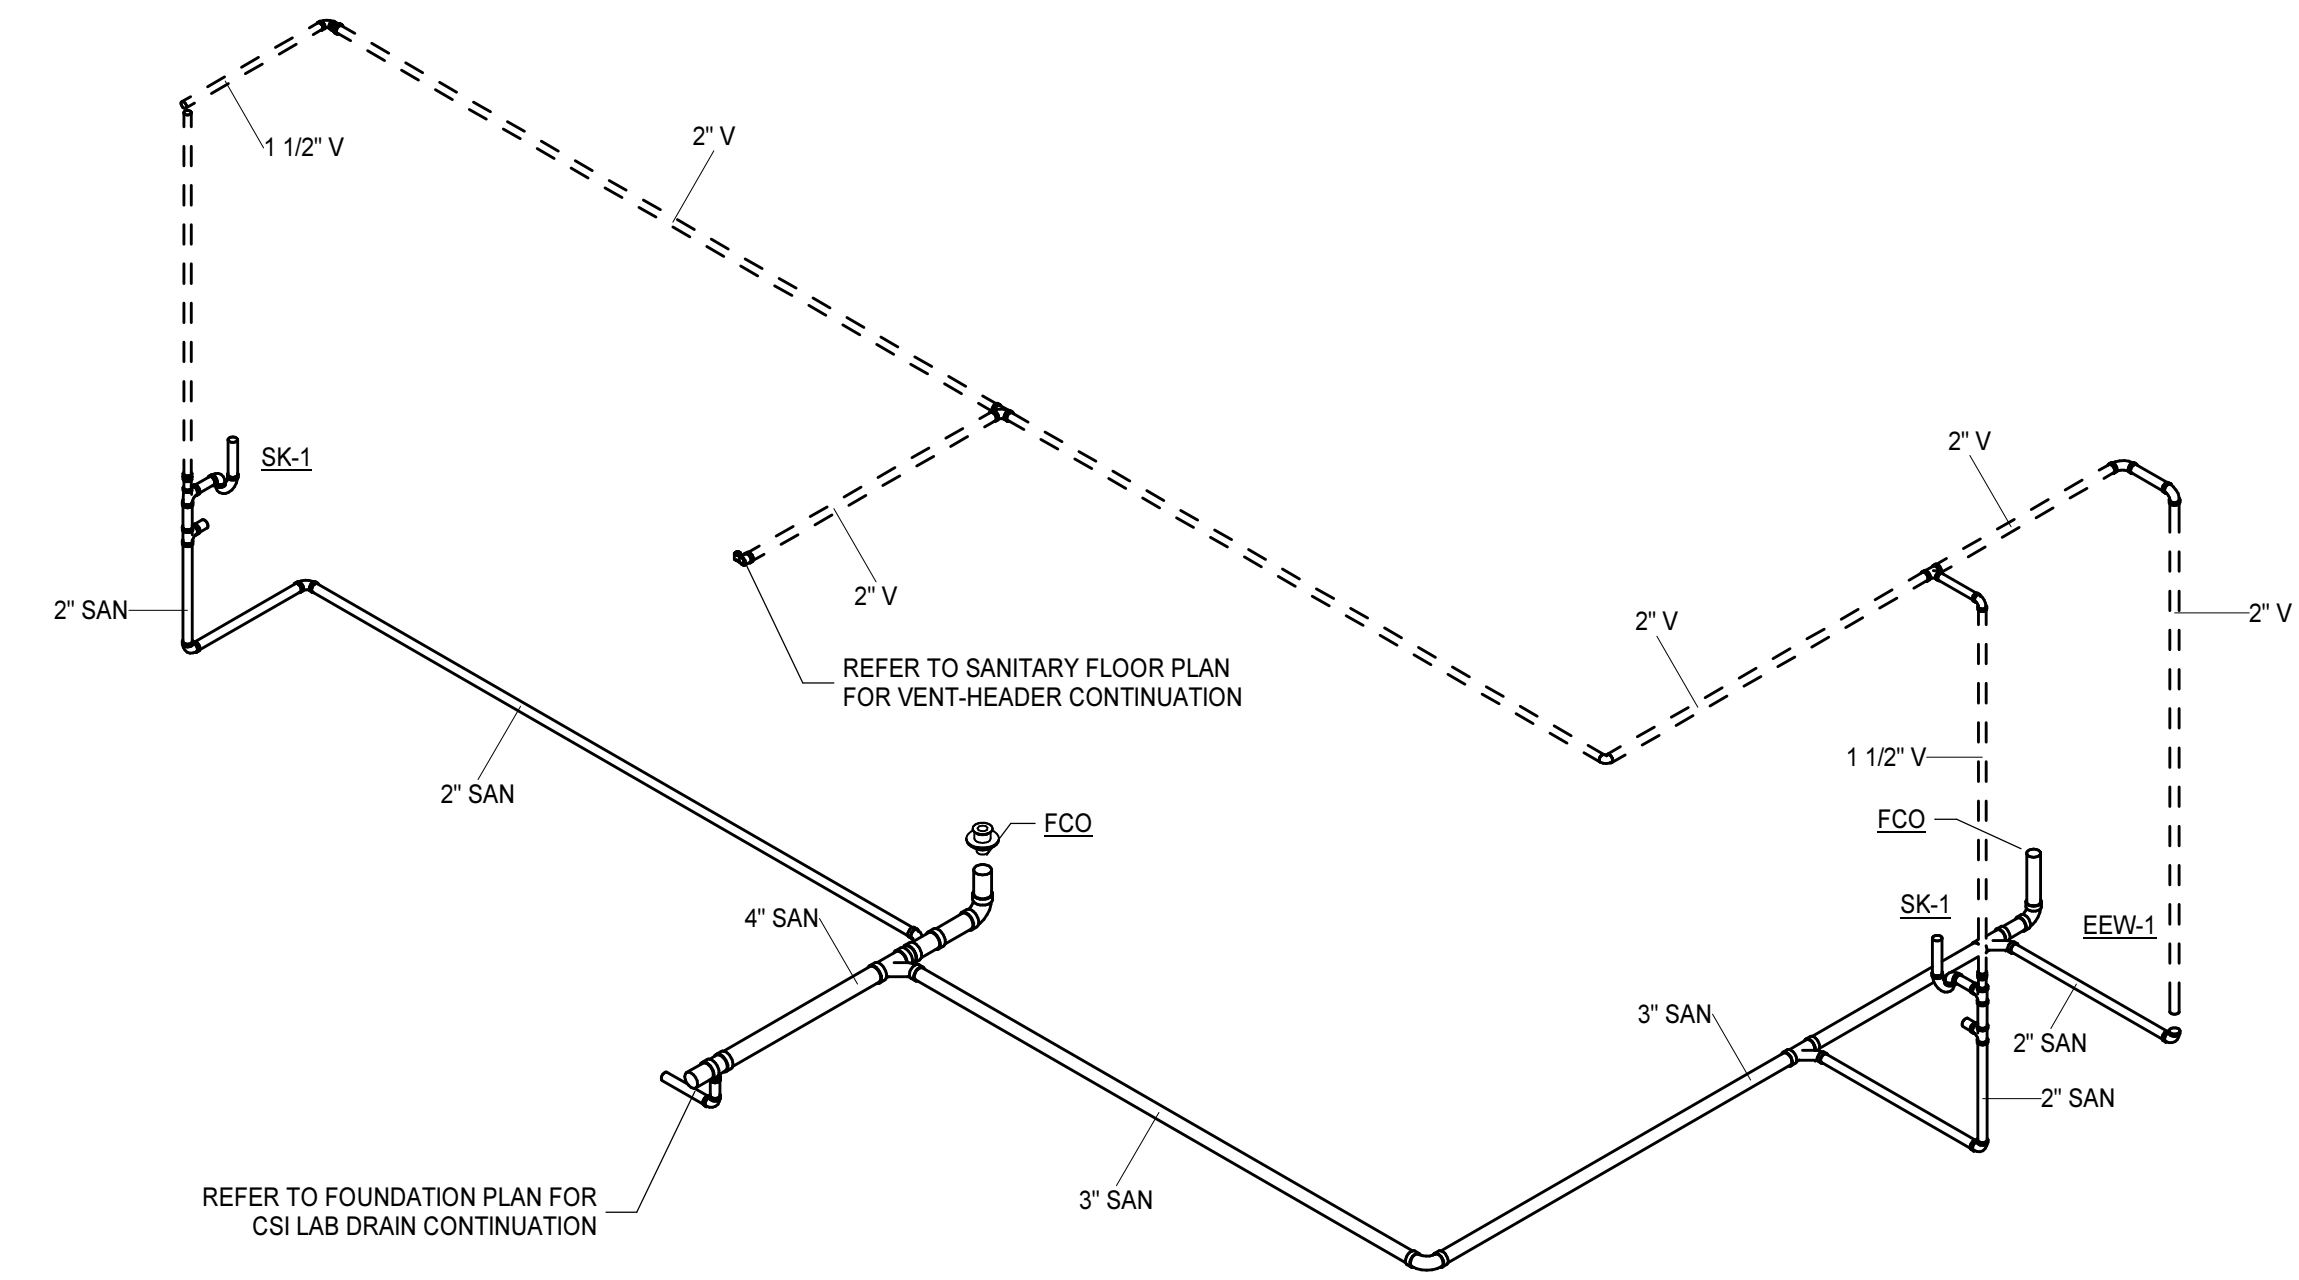 1 1/2" V
2" V
2" V
SK-1
2" V
2" SAN
2" V
2" V
REFER TO SANITARY FLOOR PLAN
FOR VENT-HEADER CONTINUATION
1 1/2" V
2" SAN
FCO
FCO
SK-1
4" SAN
EEW-1
3" SAN
2" SAN
2" SAN
REFER TO FOUNDATION PLAN FOR
CSI LAB DRAIN CONTINUATION
3" SAN